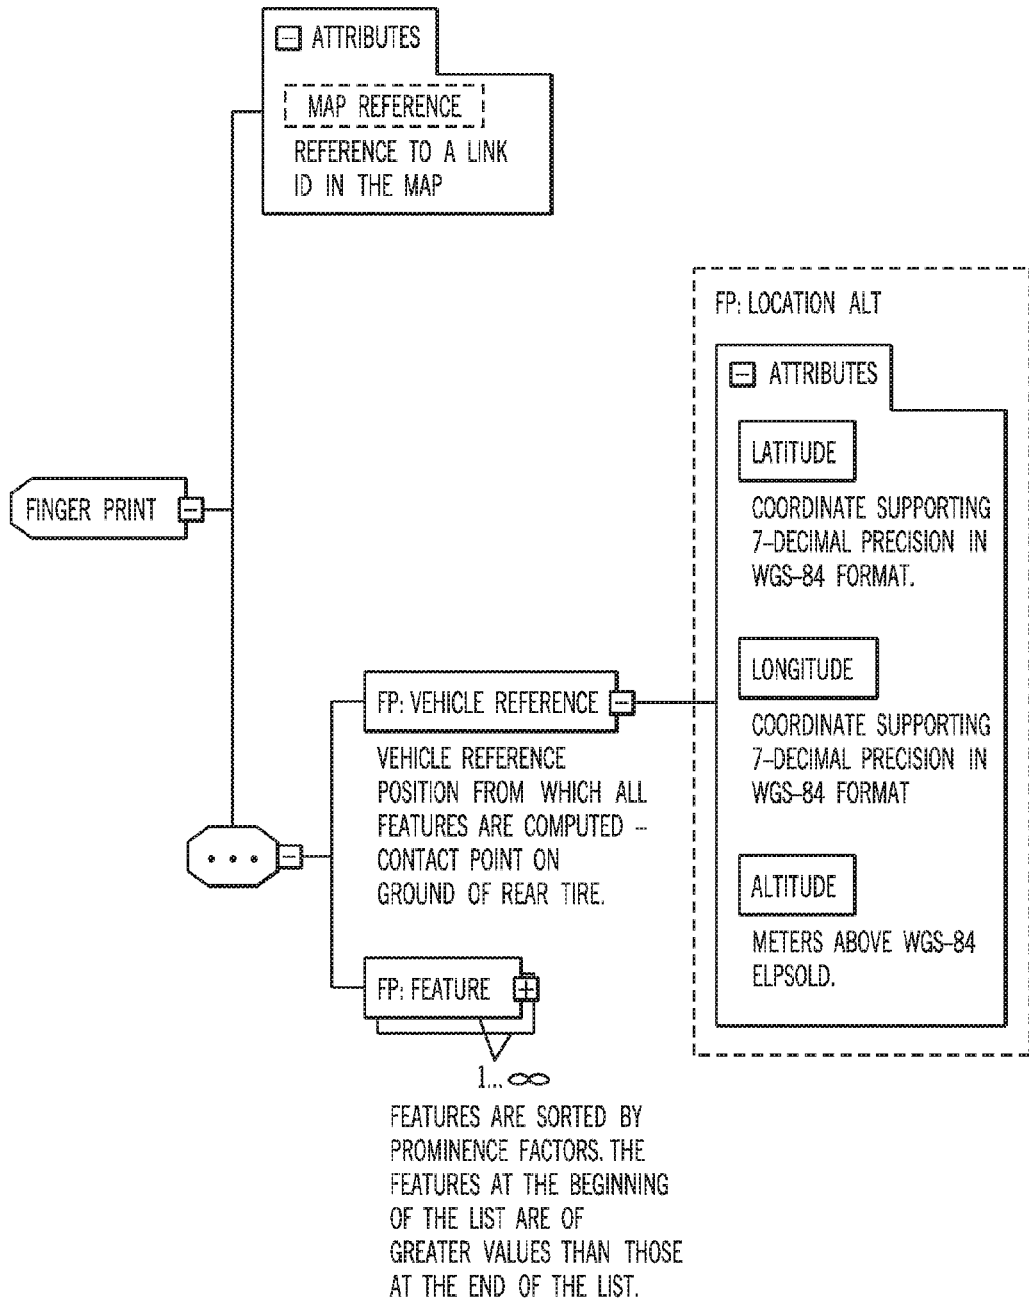 ATTRIBUTES
MAP REFERENCE
REFERENCE TO A LINK
ID IN THE MAP
FP: LOCATION ALT
ATTRIBUTES
LATITUDE
COORDINATE SUPPORTING
7-DECIMAL PRECISION IN
WGS-84 FORMAT.
LONGITUDE
COORDINATE SUPPORTING
7-DECIMAL PRECISION IN
WGS-84 FORMAT
ALTITUDE
METERS ABOVE WGS-84
ELPSOLD.
FINGER PRINT
FP: VEHICLE REFERENCE
VEHICLE REFERENCE
POSITION FROM WHICH ALL
FEATURES ARE COMPUTED –
CONTACT POINT ON
GROUND OF REAR TIRE.
• • •
FP: FEATURE
1... ∞
FEATURES ARE SORTED BY
PROMINENCE FACTORS. THE
FEATURES AT THE BEGINNING
OF THE LIST ARE OF
GREATER VALUES THAN THOSE
AT THE END OF THE LIST.